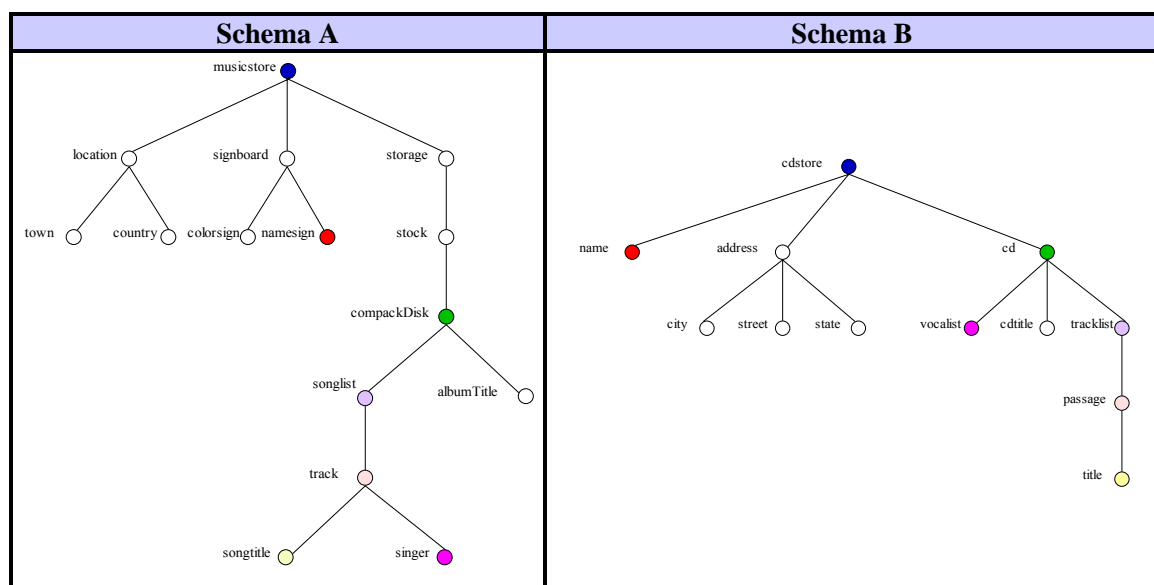 Schema A
Schema B
musicstore
location
signboard
storage
town
country
colorsign
namesign
stock
compackDisk
songlist
albumTitle
track
songtitle
singer
cdstore
name
address
cd
city
street
state
vocalist
cdtitle
tracklist
passage
title